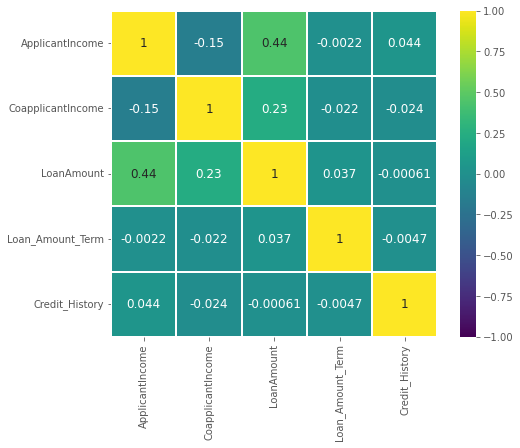 ApplicantIncome 1 -0.15 0.44 -0.0022 0.044
CoapplicantIncome -0.15 1 0.23 -0.022 -0.024
LoanAmount 0.44 0.23 1 0.037 -0.00061
Loan_Amount_Term -0.0022 -0.022 0.037 1 -0.0047
Credit_History 0.044 -0.024 -0.00061 -0.0047 1
ApplicantIncome
CoapplicantIncome
LoanAmount
Loan_Amount_Term
Credit_History
1.00
0.75
0.50
0.25
0.00
−0.25
−0.50
−0.75
−1.00